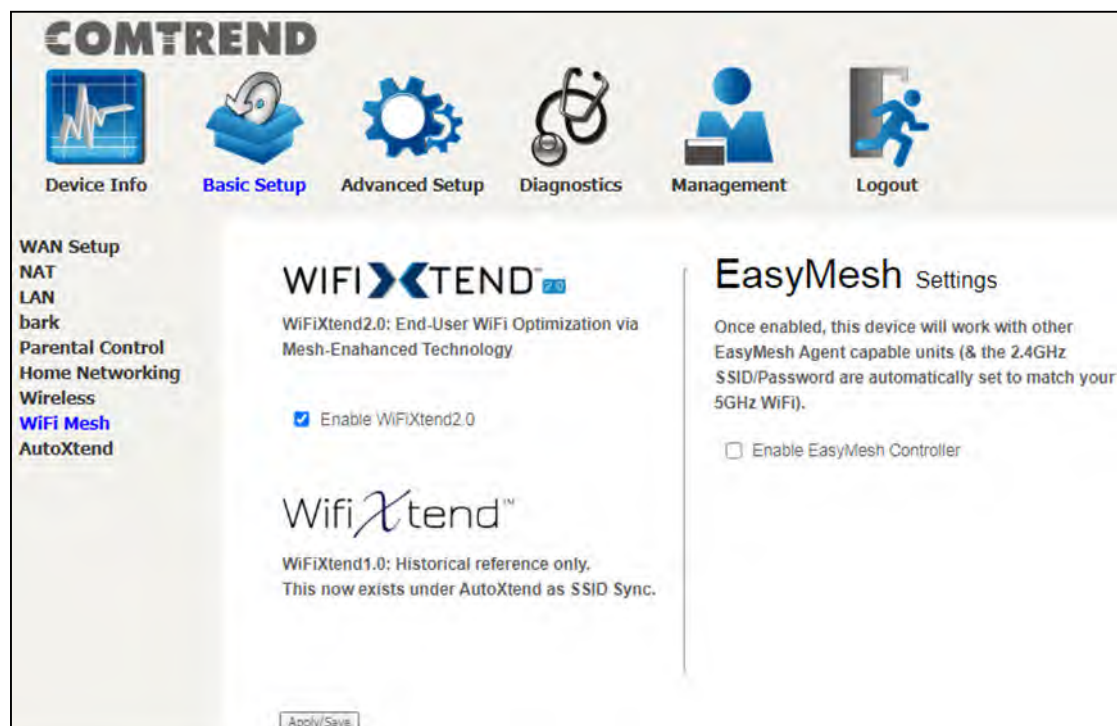 COMTREND
Device Info
Basic Setup
Advanced Setup
Diagnostics
Management
Logout
WAN Setup
NAT
LAN
bark
Parental Control
Home Networking
Wireless
WiFi Mesh
AutoXtend
WIFI XTEND™ 2.0
WiFiXtend2.0: End-User WiFi Optimization via
Mesh-Enahanced Technology
Enable WiFiXtend2.0
WifiXtend™
WiFiXtend1.0: Historical reference only.
This now exists under AutoXtend as SSID Sync.
EasyMesh Settings
Once enabled, this device will work with other
EasyMesh Agent capable units (& the 2.4GHz
SSID/Password are automatically set to match your
5GHz WiFi).
Enable EasyMesh Controller
Apply/Save